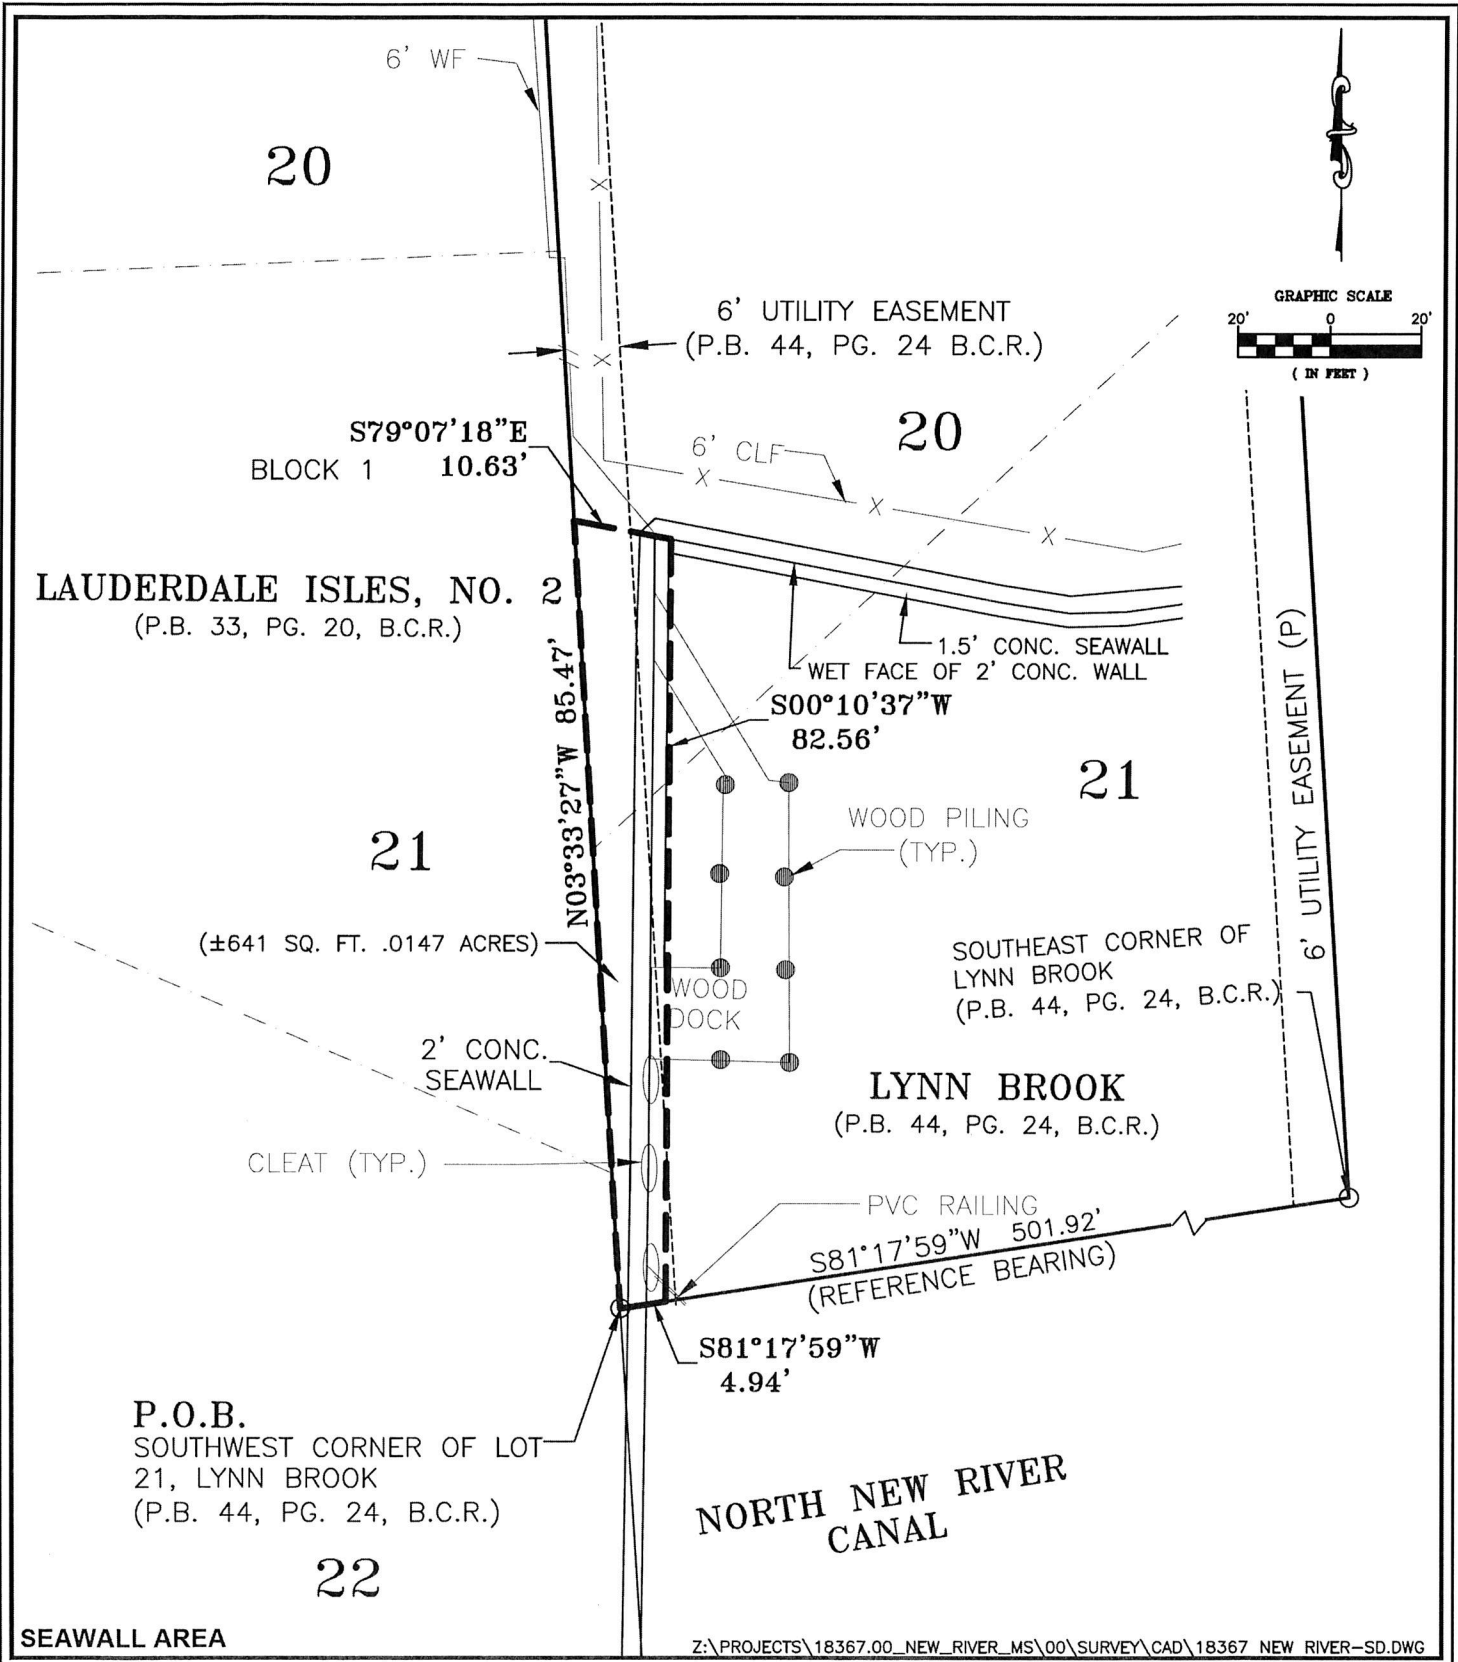 6' WF
20
6' UTILITY EASEMENT
(P.B. 44, PG. 24 B.C.R.)
GRAPHIC SCALE
20' 0 20'
( IN FEET )
S79°07'18"E
10.63'
BLOCK 1
6' CLF
20
X
X
X
X
X
LAUDERDALE ISLES, NO. 2
(P.B. 33, PG. 20, B.C.R.)
1.5' CONC. SEAWALL
WET FACE OF 2' CONC. WALL
N03°33'27"W 85.47'
S00°10'37"W
82.56'
21
21
WOOD PILING
(TYP.)
6' UTILITY EASEMENT (P)
(±641 SQ. FT. .0147 ACRES)
SOUTHEAST CORNER OF
LYNN BROOK
(P.B. 44, PG. 24, B.C.R.)
WOOD
DOCK
2' CONC.
SEAWALL
LYNN BROOK
(P.B. 44, PG. 24, B.C.R.)
CLEAT (TYP.)
PVC RAILING
S81°17'59"W 501.92'
(REFERENCE BEARING)
S81°17'59"W
4.94'
P.O.B.
SOUTHWEST CORNER OF LOT
21, LYNN BROOK
(P.B. 44, PG. 24, B.C.R.)
NORTH NEW RIVER
CANAL
22
SEAWALL AREA
Z:\PROJECTS\18367.00_NEW_RIVER_MS\00\SURVEY\CAD\18367 NEW RIVER-SD.DWG